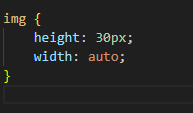 img {
    height: 30px;
    width: auto;
}